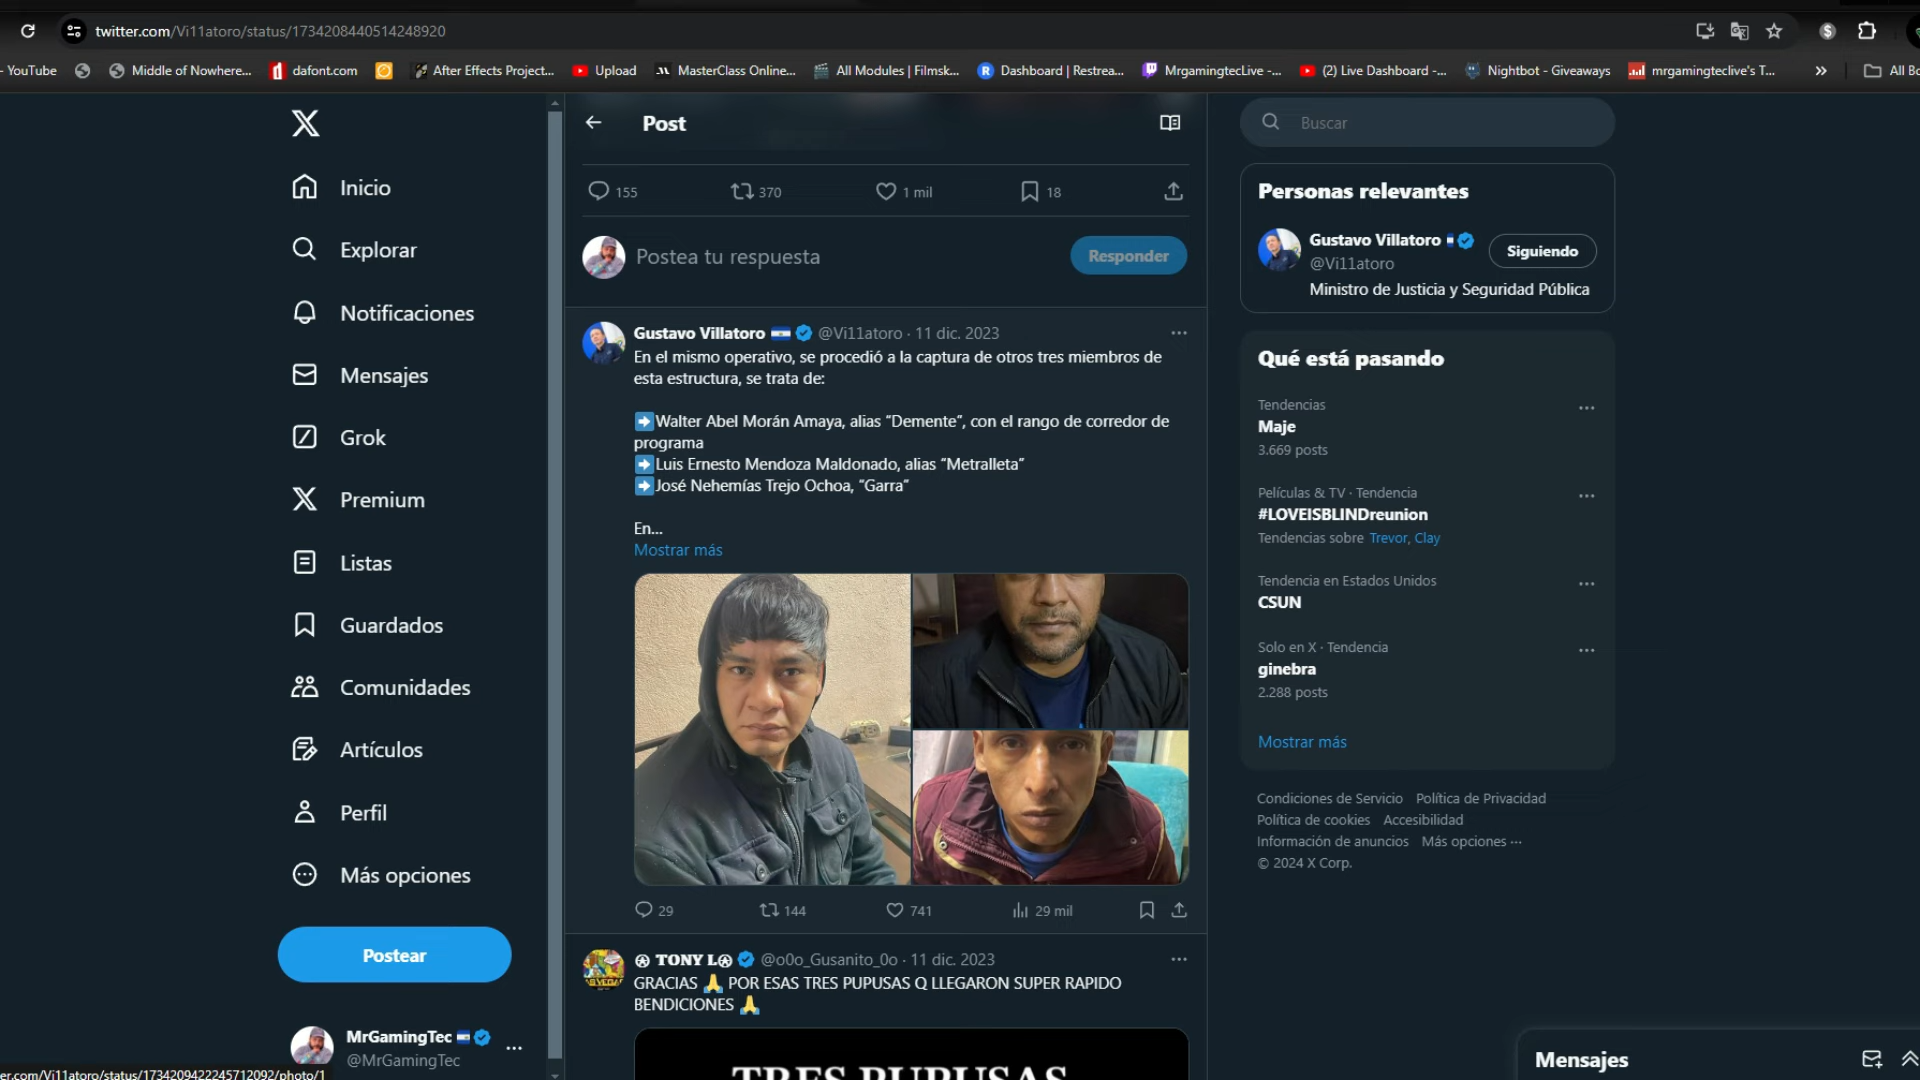 twitter.com/Vi11atoro/status/1734208440514248920
- YouTube
Middle of Nowhere...
dafont.com
After Effects Project...
Upload
MasterClass Online...
All Modules | Filmsk...
Dashboard | Restrea...
MrgamingtecLive -...
(2) Live Dashboard -...
Nightbot - Giveaways
mrgamingteclive's T...
»
All Bo
Post
Buscar
Inicio
Explorar
Notificaciones
Mensajes
Grok
Premium
Listas
Guardados
Comunidades
Artículos
Perfil
Más opciones
Postear
MrGamingTec
@MrGamingTec
er.com/Vi11atoro/status/1734209422245712092/photo/1
155 370 1 mil 18
Postea tu respuesta
Responder
Gustavo Villatoro @Vi11atoro · 11 dic. 2023
En el mismo operativo, se procedió a la captura de otros tres miembros de
esta estructura, se trata de:
➡️Walter Abel Morán Amaya, alias “Demente”, con el rango de corredor de
programa
➡️Luis Ernesto Mendoza Maldonado, alias “Metralleta”
➡️José Nehemías Trejo Ochoa, “Garra”
En...
Mostrar más
29 144 741 29 mil
TONY L @o0o_Gusanito_0o · 11 dic. 2023
GRACIAS 🙏 POR ESAS TRES PUPUSAS Q LLEGARON SUPER RAPIDO
BENDICIONES 🙏
TRES PUPUSAS
Personas relevantes
Gustavo Villatoro
@Vi11atoro
Siguiendo
Ministro de Justicia y Seguridad Pública
Qué está pasando
Tendencias
Maje
3.669 posts
Películas & TV · Tendencia
#LOVEISBLINDreunion
Tendencias sobre Trevor, Clay
Tendencia en Estados Unidos
CSUN
Solo en X · Tendencia
ginebra
2.288 posts
Mostrar más
Condiciones de Servicio Política de Privacidad
Política de cookies Accesibilidad
Información de anuncios Más opciones ···
© 2024 X Corp.
Mensajes